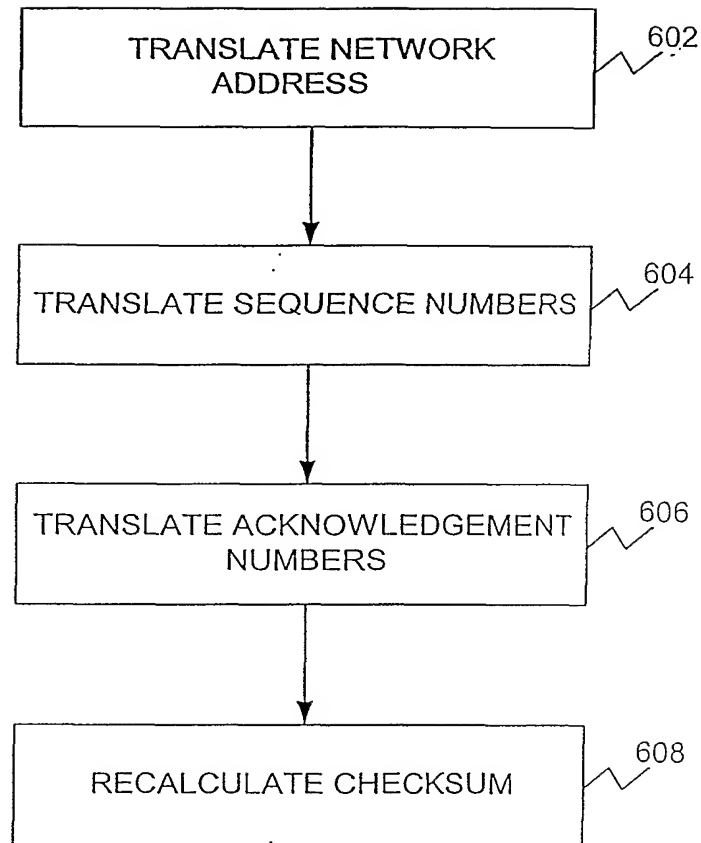 TRANSLATE NETWORK
ADDRESS
602
TRANSLATE SEQUENCE NUMBERS
604
TRANSLATE ACKNOWLEDGEMENT
NUMBERS
606
RECALCULATE CHECKSUM
608